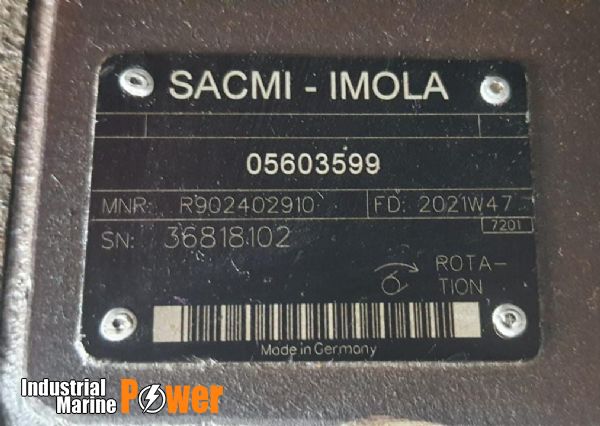 SACMI - IMOLA
05603599
MNR: R902402910 FD: 2021W47
7201
SN: 36818102
ROTA-
TION
Made in Germany
Industrial
Marine Power